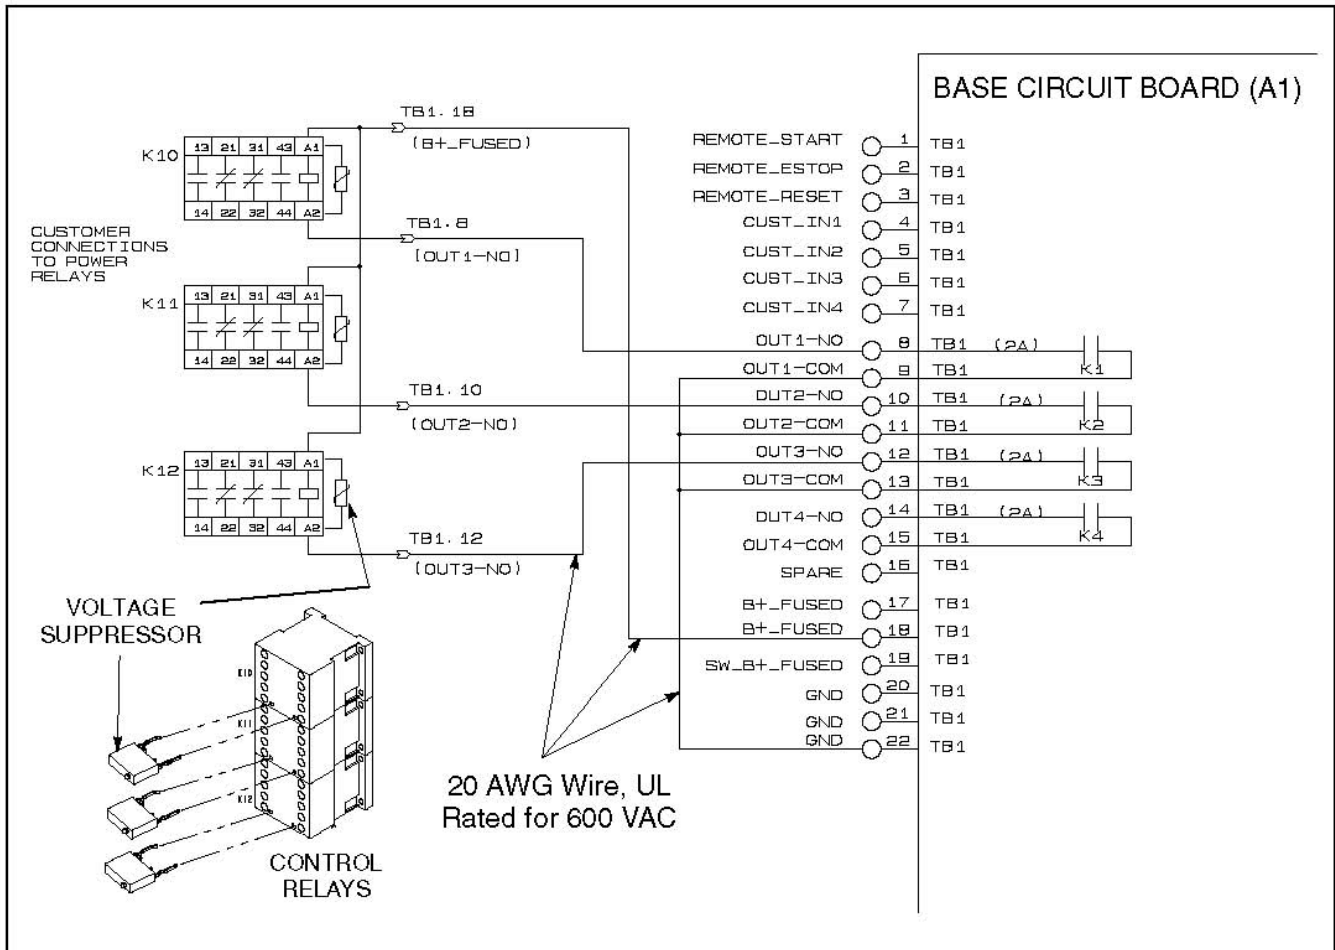 BASE CIRCUIT BOARD (A1)
TB1. 18
(B+_FUSED)
K10
13 21 31 43 A1
14 22 32 44 A2
TB1. 8
[OUT1-NO]
CUSTOMER
CONNECTIONS
TO POWER
RELAYS
K11
13 21 31 43 A1
14 22 32 44 A2
TB1. 10
(OUT2-NO)
K12
13 21 31 43 A1
14 22 32 44 A2
TB1. 12
(OUT3-NO)
REMOTE_START 1 TB1
REMOTE_ESTOP 2 TB1
REMOTE_RESET 3 TB1
CUST_IN1 4 TB1
CUST_IN2 5 TB1
CUST_IN3 6 TB1
CUST_IN4 7 TB1
OUT1-NO 8 TB1 (2A)
OUT1-COM 9 TB1 K1
OUT2-NO 10 TB1 (2A)
OUT2-COM 11 TB1 K2
OUT3-NO 12 TB1 (2A)
OUT3-COM 13 TB1 K3
OUT4-NO 14 TB1 (2A)
OUT4-COM 15 TB1 K4
SPARE 16 TB1
B+_FUSED 17 TB1
B+_FUSED 18 TB1
SW_B+_FUSED 19 TB1
GND 20 TB1
GND 21 TB1
GND 22 TB1
VOLTAGE
SUPPRESSOR
K10
K11
K12
CONTROL
RELAYS
20 AWG Wire, UL
Rated for 600 VAC